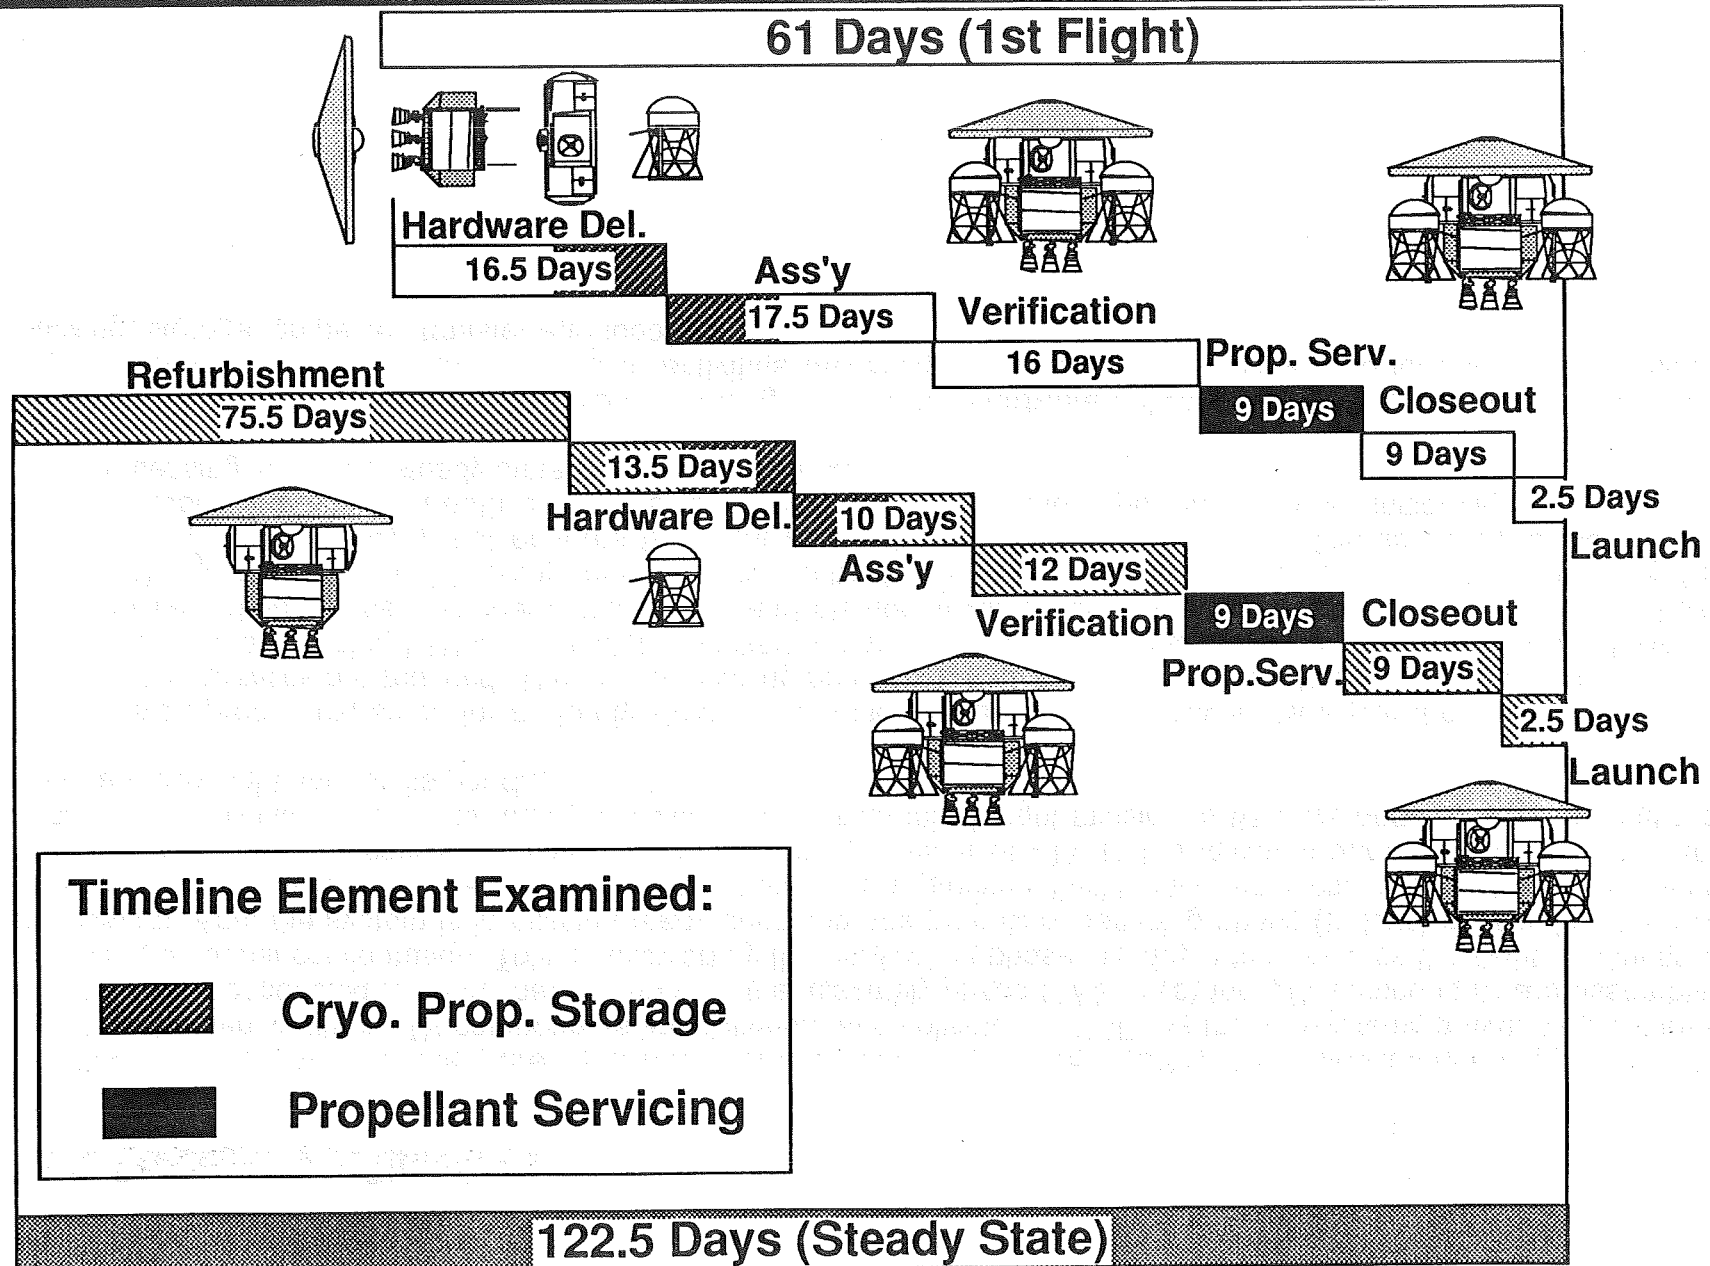 61 Days (1st Flight)
Hardware Del.
16.5 Days
Ass'y
17.5 Days
Verification
16 Days
Prop. Serv.
9 Days
Closeout
9 Days
2.5 Days
Launch
Refurbishment
75.5 Days
13.5 Days
Hardware Del.
10 Days
Ass'y
12 Days
Verification
9 Days
Prop.Serv.
Closeout
9 Days
2.5 Days
Launch
Timeline Element Examined:
Cryo. Prop. Storage
Propellant Servicing
122.5 Days (Steady State)